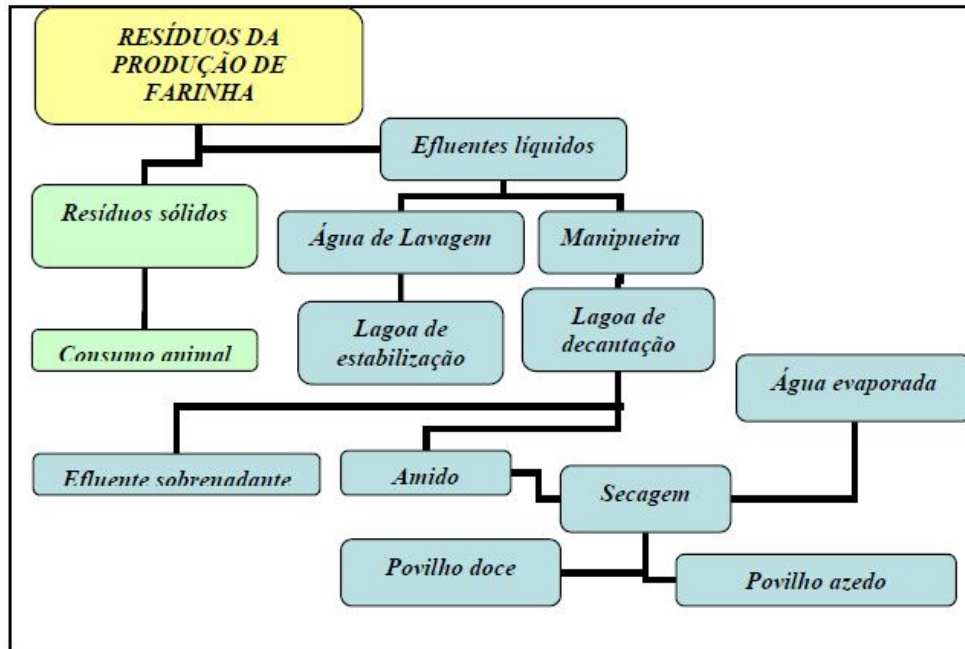 RESÍDUOS DA
PRODUÇÃO DE
FARINHA
Efluentes líquidos
Resíduos sólidos
Água de Lavagem
Manipueira
Consumo animal
Lagoa de
estabilização
Lagoa de
decantação
Água evaporada
Efluente sobrenadante
Amido
Secagem
Povilho doce
Povilho azedo